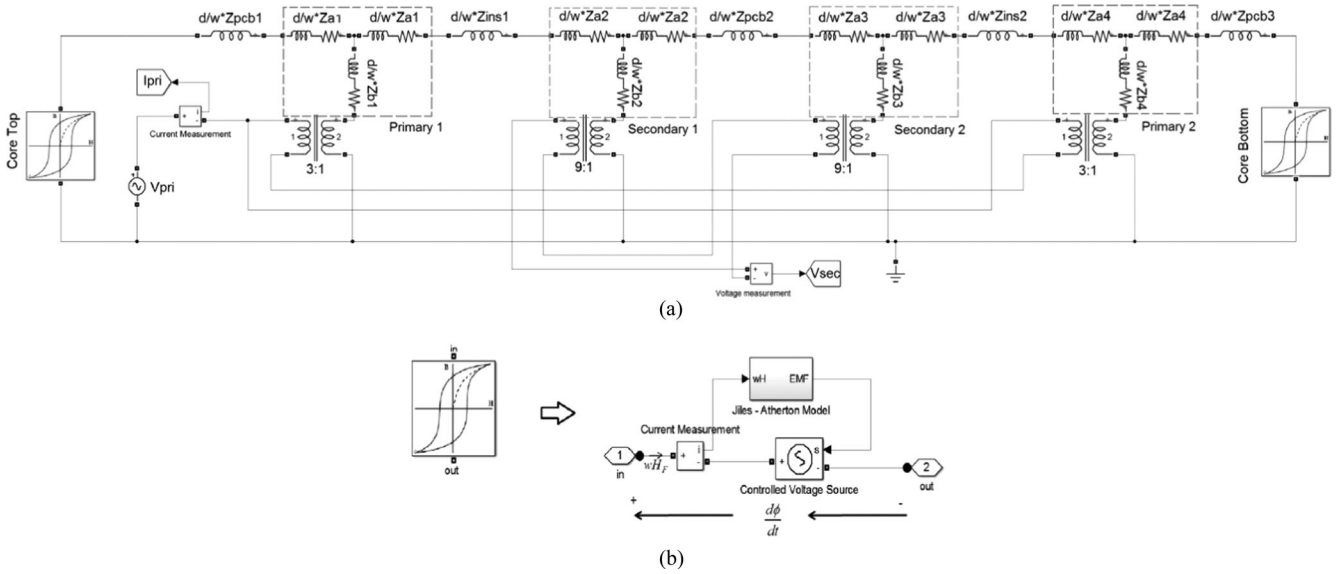 d/w*Zpcb1 d/w*Za1 d/w*Za1 d/w*Zins1 d/w*Za2 d/w*Za2 d/w*Zpcb2 d/w*Za3 d/w*Za3 d/w*Zins2 d/w*Za4 d/w*Za4 d/w*Zpcb3
d/w*Zb1 d/w*Zb2 d/w*Zb3 d/w*Zb4
Ipri
+ i -
Current Measurement
Core Top
B H
Primary 1
Secondary 1
Secondary 2
Primary 2
Core Bottom
B H
1 2
1 2
1 2
1 2
3:1
9:1
9:1
3:1
Vpri
+ - v
Vsec
Voltage measurement
(a)
in
B
H
out
wH EMF
Jiles - Atherton Model
Current Measurement
1
in
wH_F
+ i -
+ s -
2
out
Controlled Voltage Source
+ -
dϕ
dt
(b)